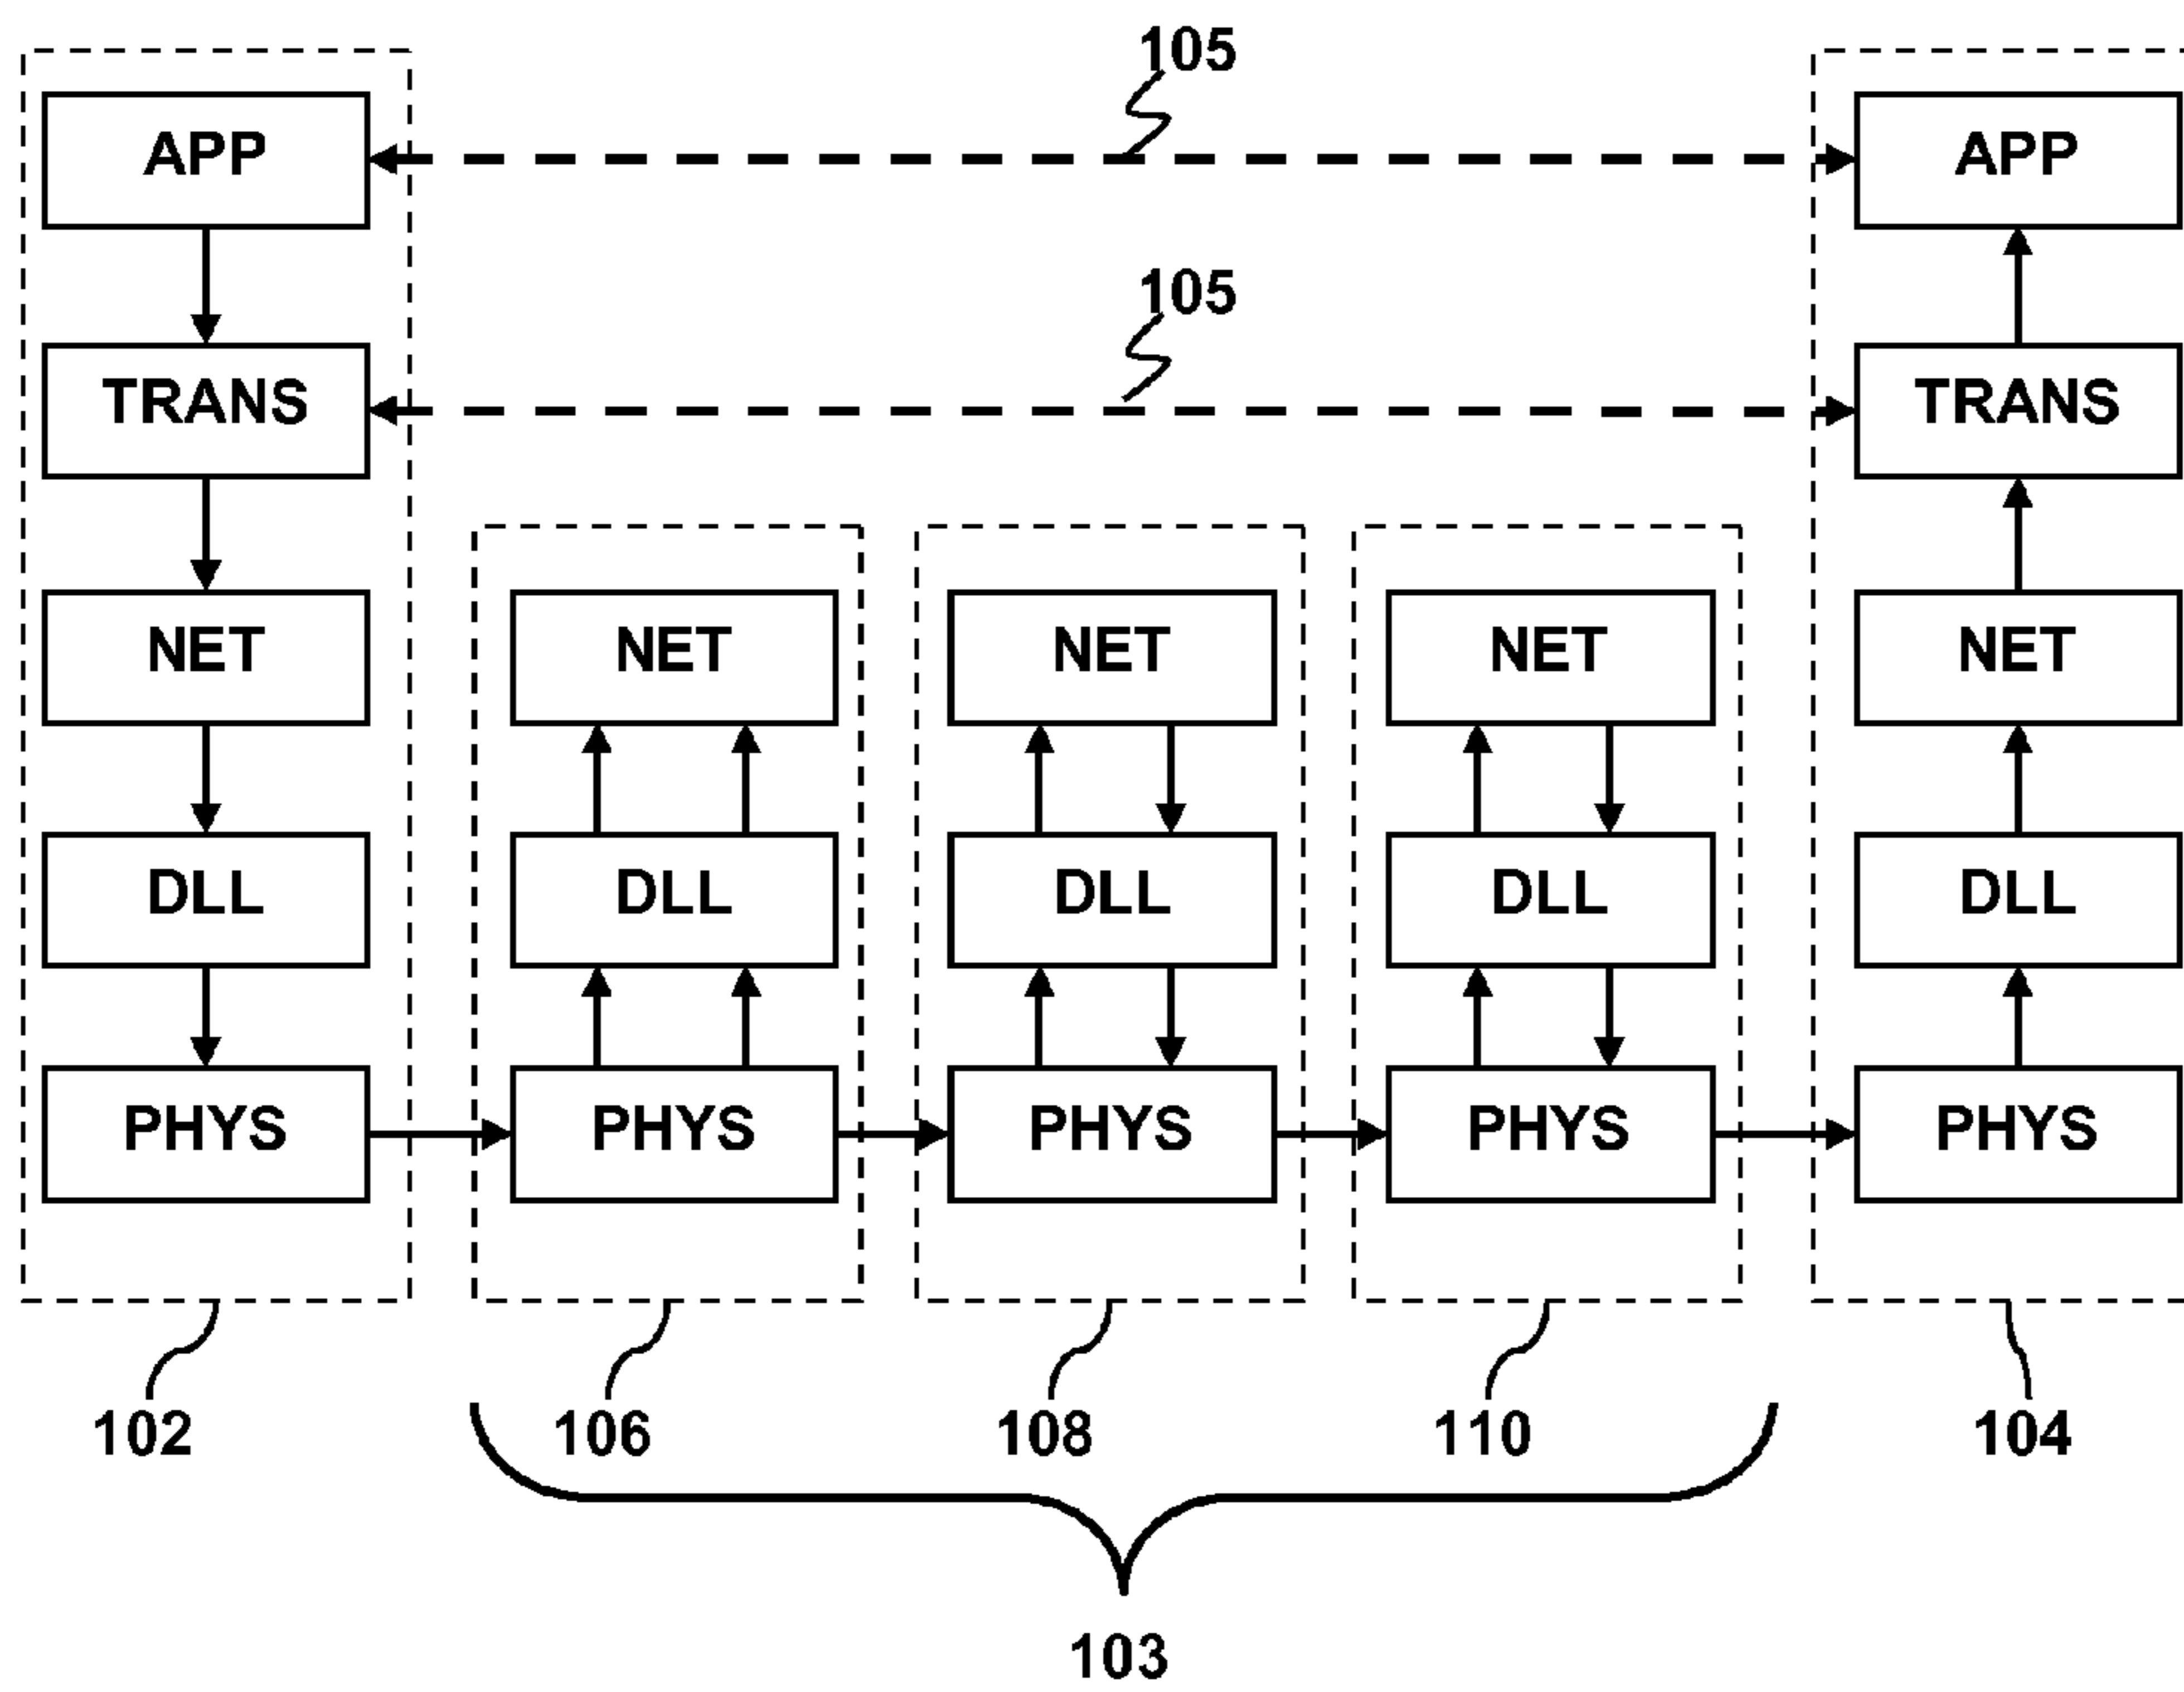 105
APP
APP
105
TRANS
TRANS
NET
NET
NET
NET
NET
DLL
DLL
DLL
DLL
DLL
PHYS
PHYS
PHYS
PHYS
PHYS
102
106
108
110
104
103